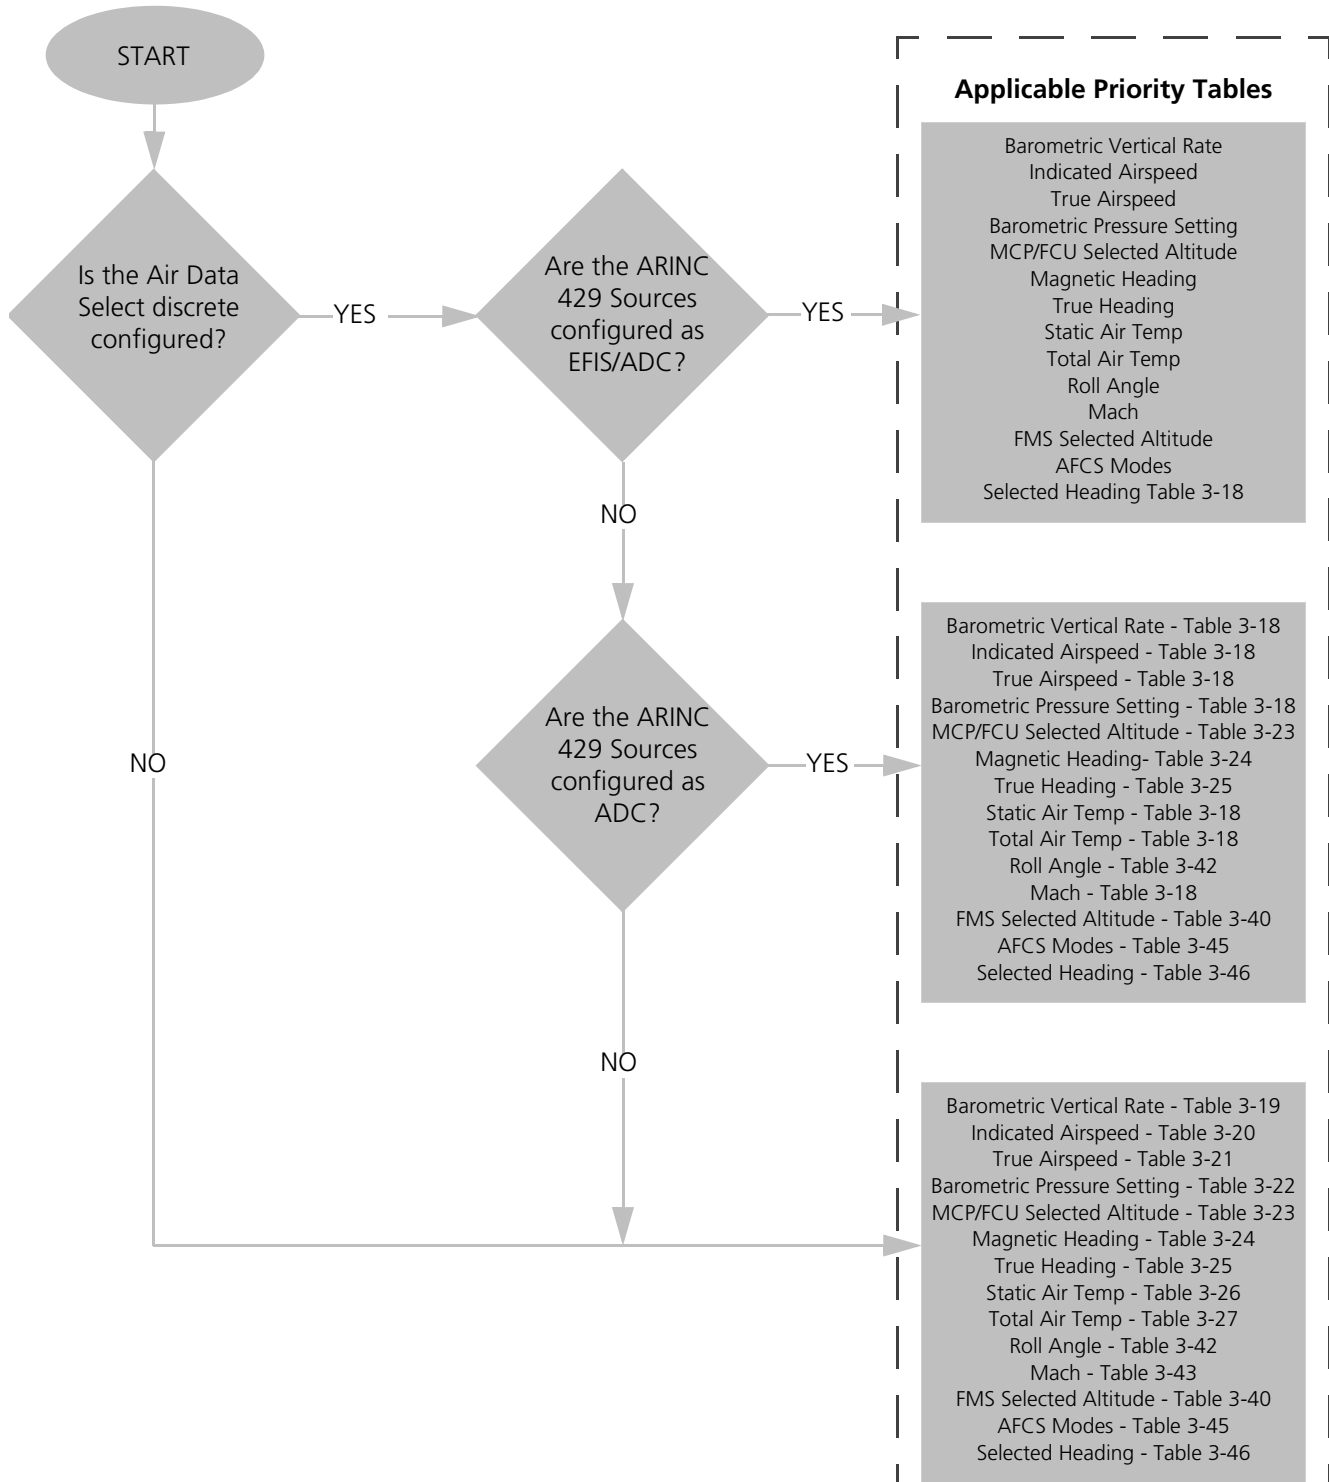 START
Is the Air Data
Select discrete
configured?
YES
NO
Are the ARINC
429 Sources
configured as
EFIS/ADC?
YES
NO
Are the ARINC
429 Sources
configured as
ADC?
YES
NO
Applicable Priority Tables
Barometric Vertical Rate
Indicated Airspeed
True Airspeed
Barometric Pressure Setting
MCP/FCU Selected Altitude
Magnetic Heading
True Heading
Static Air Temp
Total Air Temp
Roll Angle
Mach
FMS Selected Altitude
AFCS Modes
Selected Heading Table 3-18
Barometric Vertical Rate - Table 3-18
Indicated Airspeed - Table 3-18
True Airspeed - Table 3-18
Barometric Pressure Setting - Table 3-18
MCP/FCU Selected Altitude - Table 3-23
Magnetic Heading- Table 3-24
True Heading - Table 3-25
Static Air Temp - Table 3-18
Total Air Temp - Table 3-18
Roll Angle - Table 3-42
Mach - Table 3-18
FMS Selected Altitude - Table 3-40
AFCS Modes - Table 3-45
Selected Heading - Table 3-46
Barometric Vertical Rate - Table 3-19
Indicated Airspeed - Table 3-20
True Airspeed - Table 3-21
Barometric Pressure Setting - Table 3-22
MCP/FCU Selected Altitude - Table 3-23
Magnetic Heading - Table 3-24
True Heading - Table 3-25
Static Air Temp - Table 3-26
Total Air Temp - Table 3-27
Roll Angle - Table 3-42
Mach - Table 3-43
FMS Selected Altitude - Table 3-40
AFCS Modes - Table 3-45
Selected Heading - Table 3-46